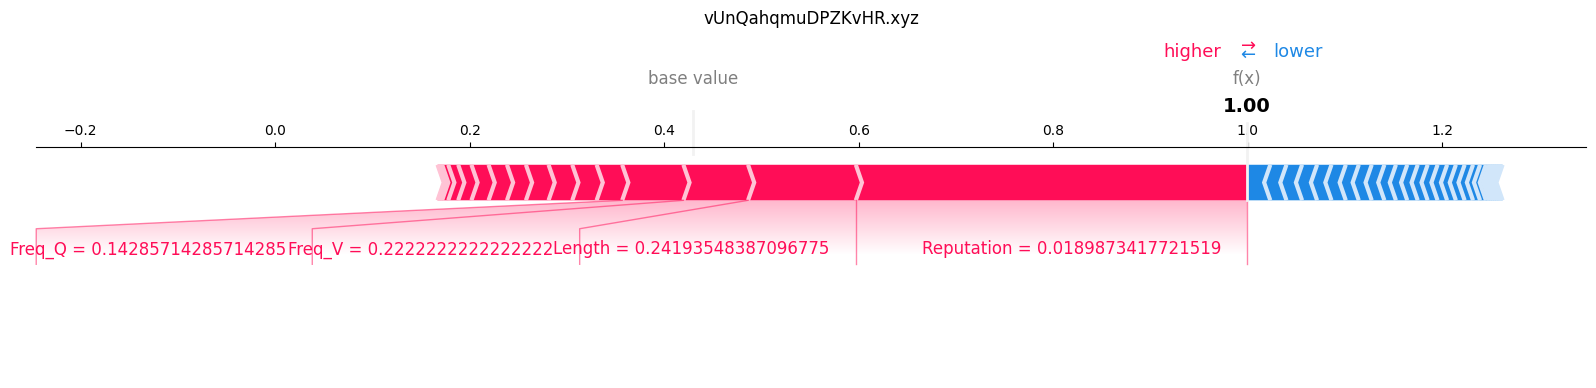 vUnQahqmuDPZKvHR.xyz
higher ⇄ lower
base value f(x)
1.00
−0.2 0.0 0.2 0.4 0.6 0.8 1.0 1.2
Freq_Q = 0.14285714285714285 Freq_V = 0.2222222222222222 Length = 0.24193548387096775 Reputation = 0.0189873417721519